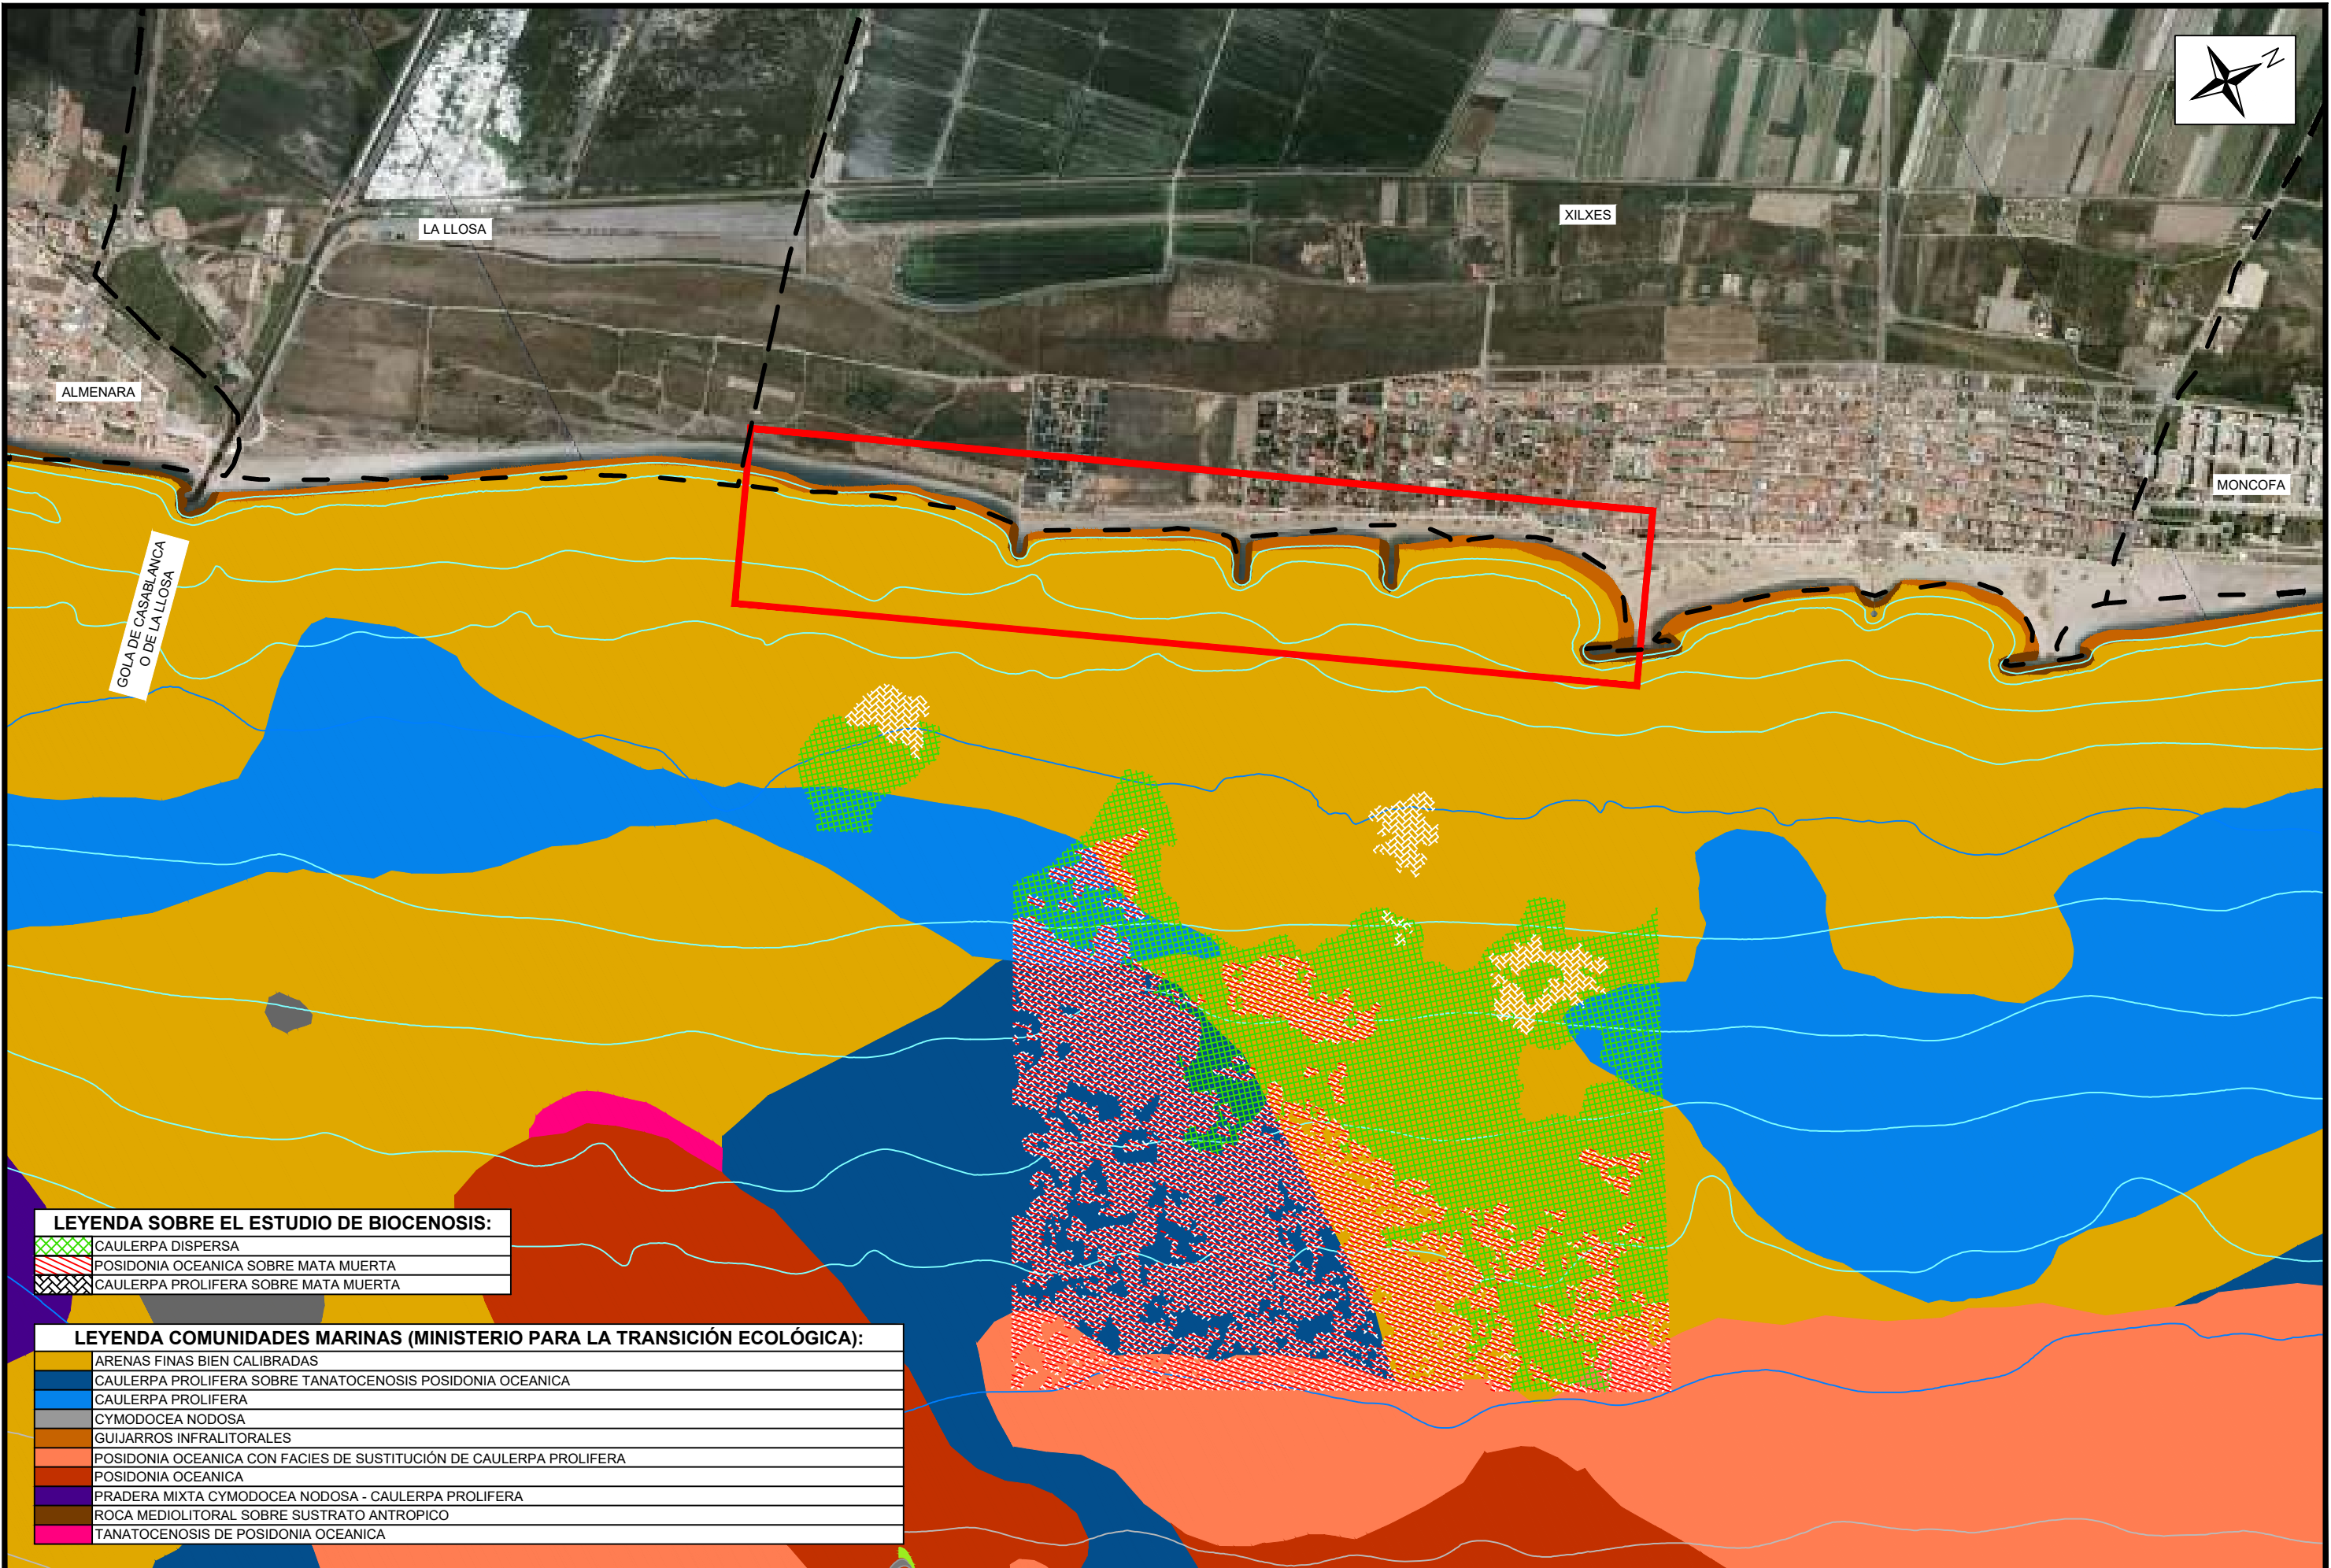 N
XILXES
LA LLOSA
ALMENARA
MONCOFA
GOLA DE CASABLANCA
O DE LA LLOSA
LEYENDA SOBRE EL ESTUDIO DE BIOCENOSIS:
CAULERPA DISPERSA
POSIDONIA OCEANICA SOBRE MATA MUERTA
CAULERPA PROLIFERA SOBRE MATA MUERTA
LEYENDA COMUNIDADES MARINAS (MINISTERIO PARA LA TRANSICIÓN ECOLÓGICA):
ARENAS FINAS BIEN CALIBRADAS
CAULERPA PROLIFERA SOBRE TANATOCENOSIS POSIDONIA OCEANICA
CAULERPA PROLIFERA
CYMODOCEA NODOSA
GUIJARROS INFRALITORALES
POSIDONIA OCEANICA CON FACIES DE SUSTITUCIÓN DE CAULERPA PROLIFERA
POSIDONIA OCEANICA
PRADERA MIXTA CYMODOCEA NODOSA - CAULERPA PROLIFERA
ROCA MEDIOLITORAL SOBRE SUSTRATO ANTROPICO
TANATOCENOSIS DE POSIDONIA OCEANICA